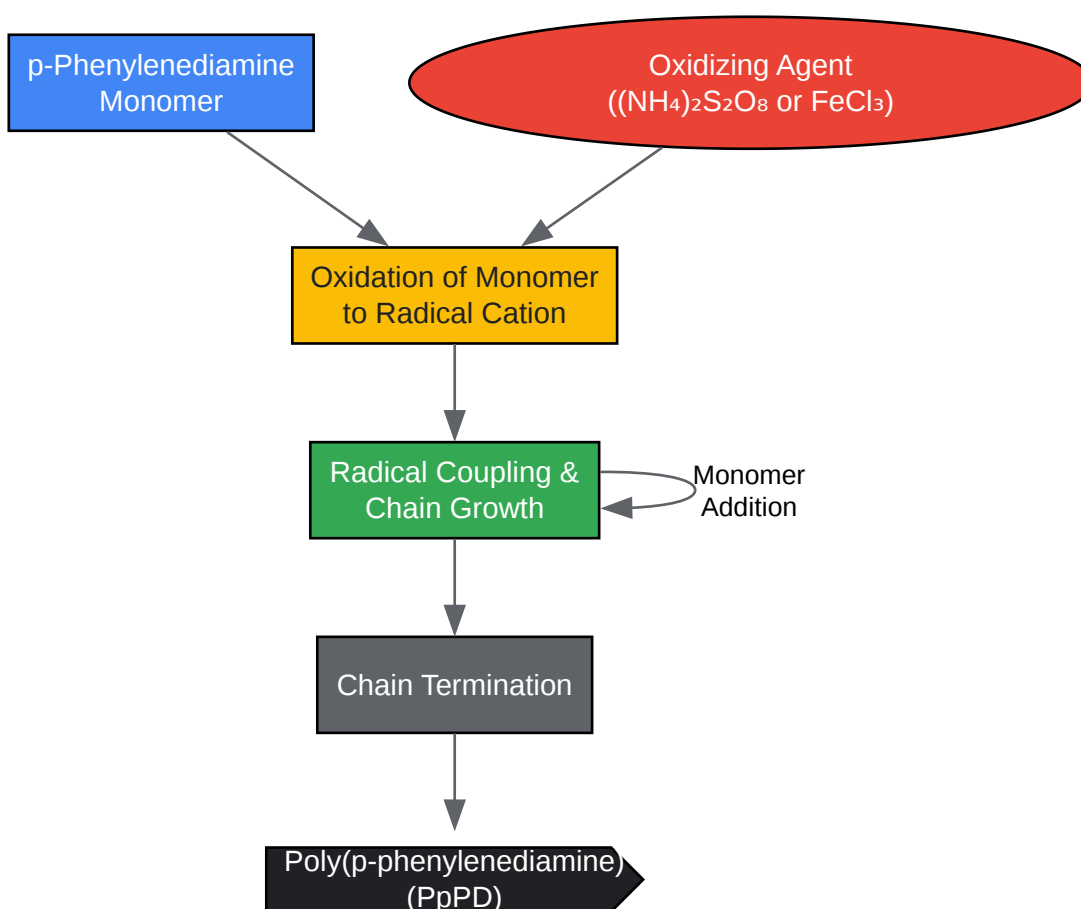 p-Phenylenediamine
Monomer
Oxidizing Agent
((NH₄)₂S₂O₈ or FeCl₃)
Oxidation of Monomer
to Radical Cation
Radical Coupling &
Chain Growth
Monomer
Addition
Chain Termination
Poly(p-phenylenediamine)
(PpPD)